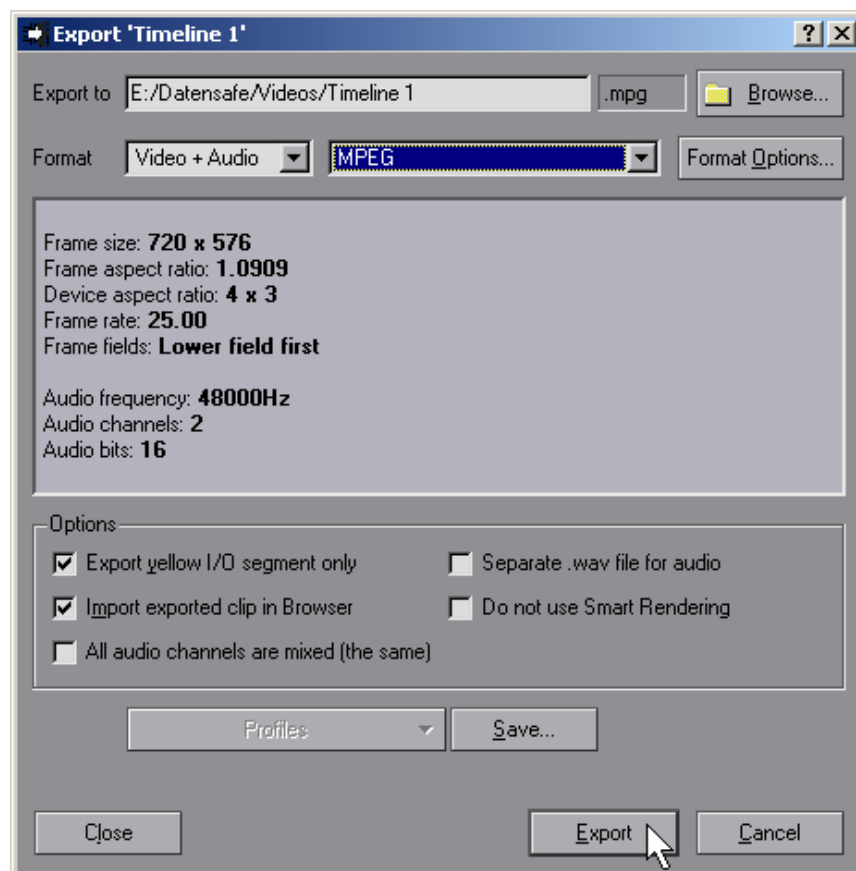 Export 'Timeline 1'
Export to E:/Datensafe/Videos/Timeline 1 .mpg Browse...
Format Video + Audio MPEG Format Options...
Frame size: 720 x 576
Frame aspect ratio: 1.0909
Device aspect ratio: 4 x 3
Frame rate: 25.00
Frame fields: Lower field first
Audio frequency: 48000Hz
Audio channels: 2
Audio bits: 16
Options
Export yellow I/O segment only Separate .wav file for audio
Import exported clip in Browser Do not use Smart Rendering
All audio channels are mixed (the same)
Profiles Save...
Close Export Cancel